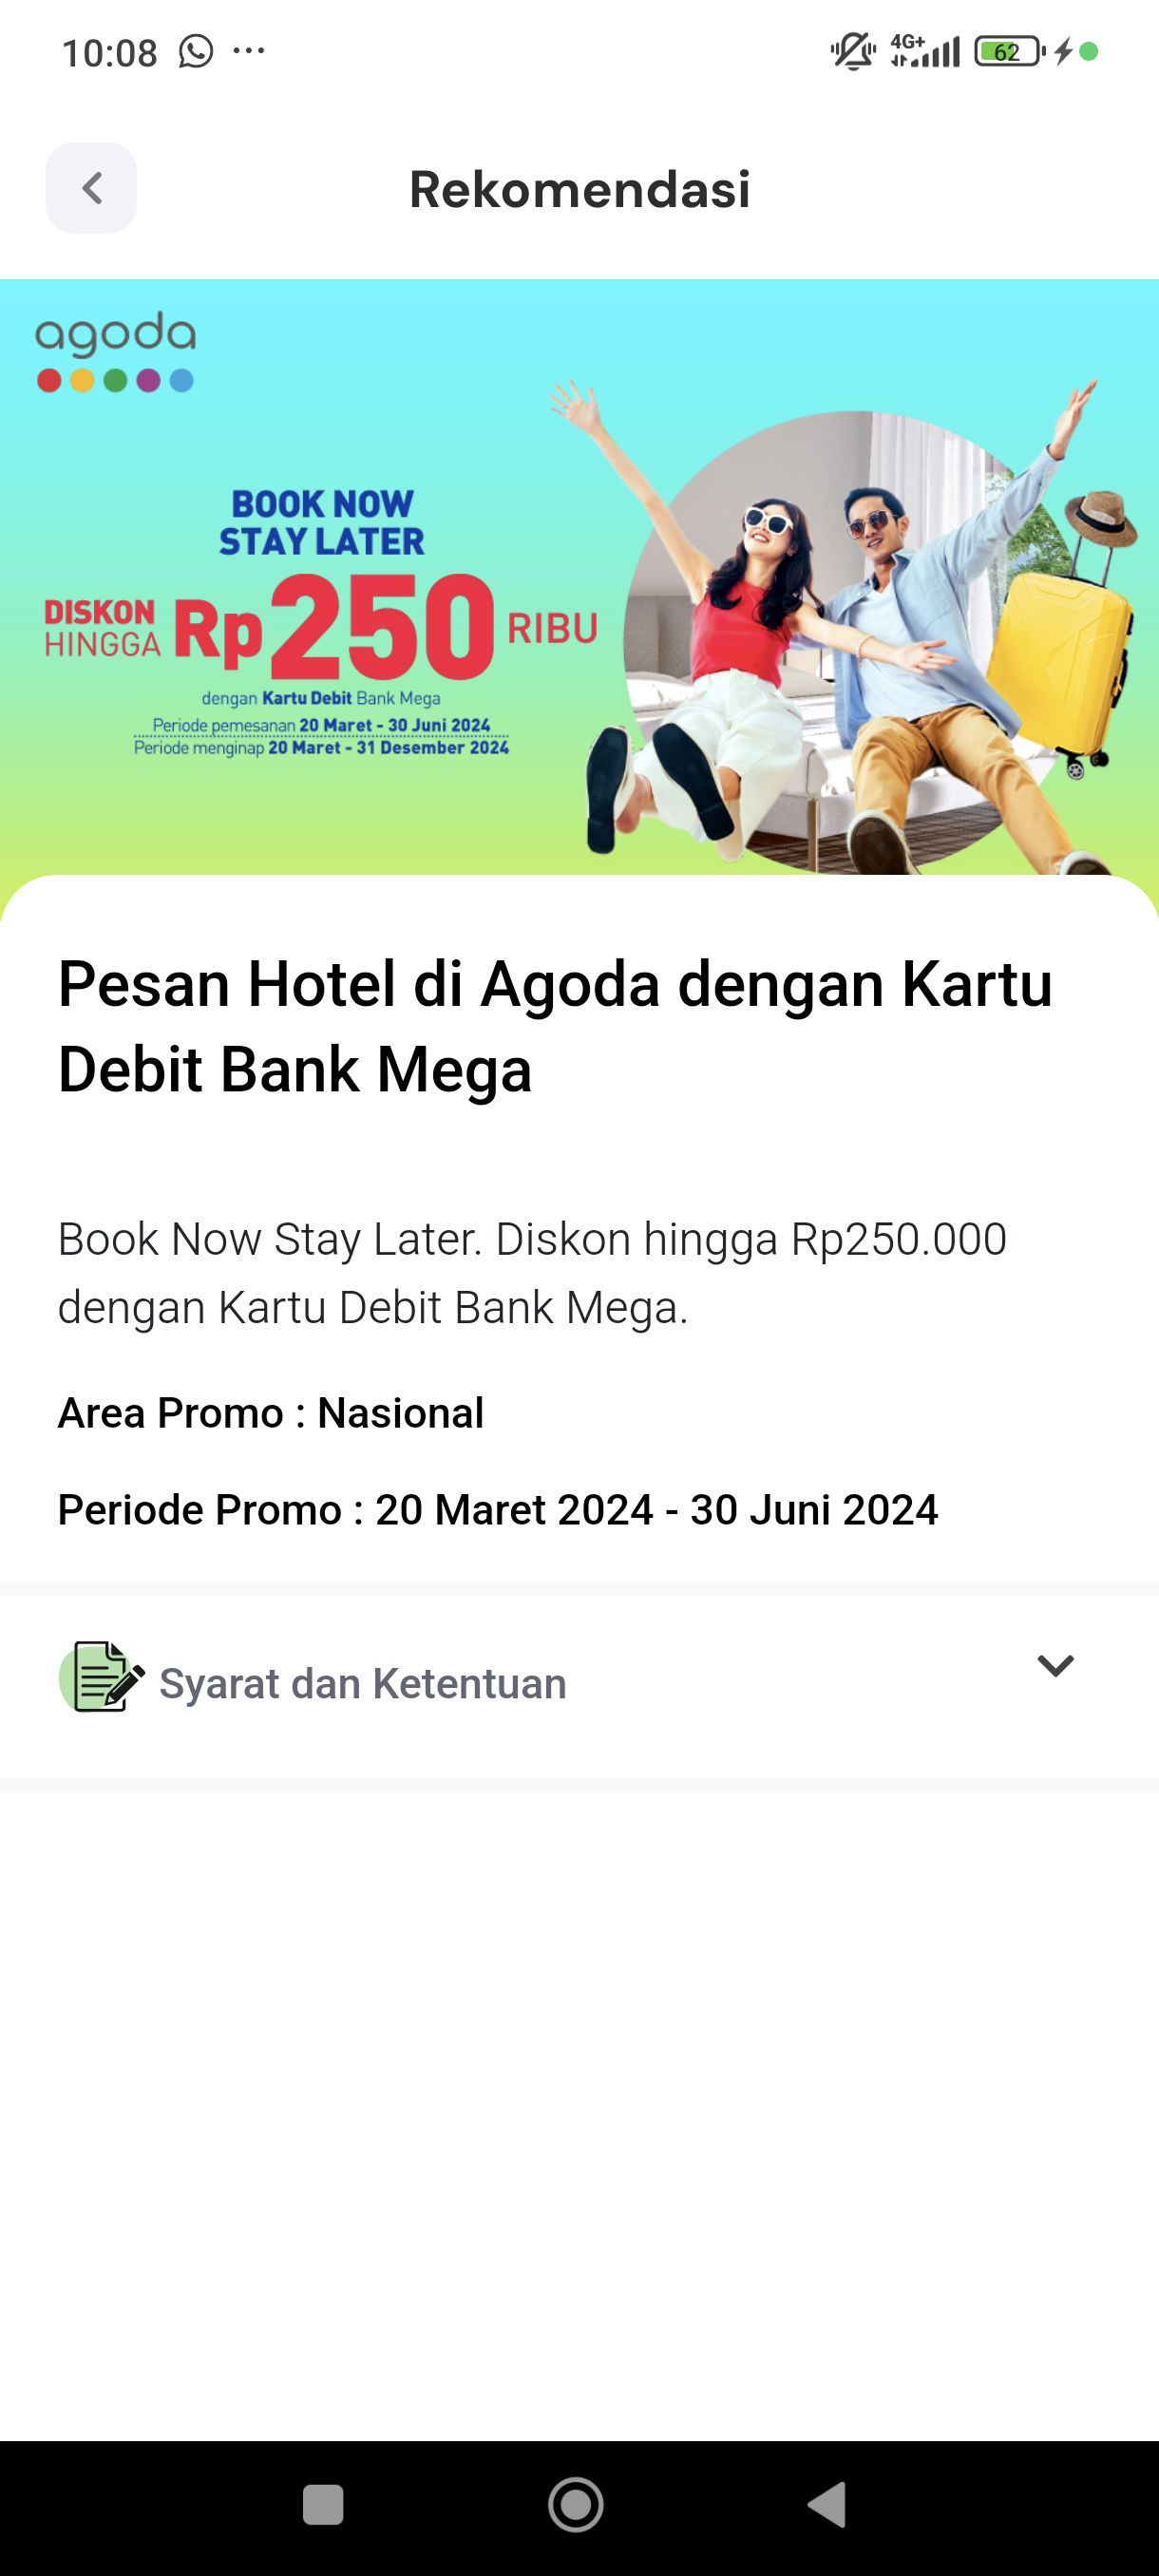 10:08
4G+
62
Rekomendasi
agoda
BOOK NOW
STAY LATER
DISKON
HINGGA
Rp250 RIBU
dengan Kartu Debit Bank Mega
Periode pemesanan 20 Maret - 30 Juni 2024
Periode menginap 20 Maret - 31 Desember 2024
Pesan Hotel di Agoda dengan Kartu
Debit Bank Mega
Book Now Stay Later. Diskon hingga Rp250.000
dengan Kartu Debit Bank Mega.
Area Promo : Nasional
Periode Promo : 20 Maret 2024 - 30 Juni 2024
Syarat dan Ketentuan